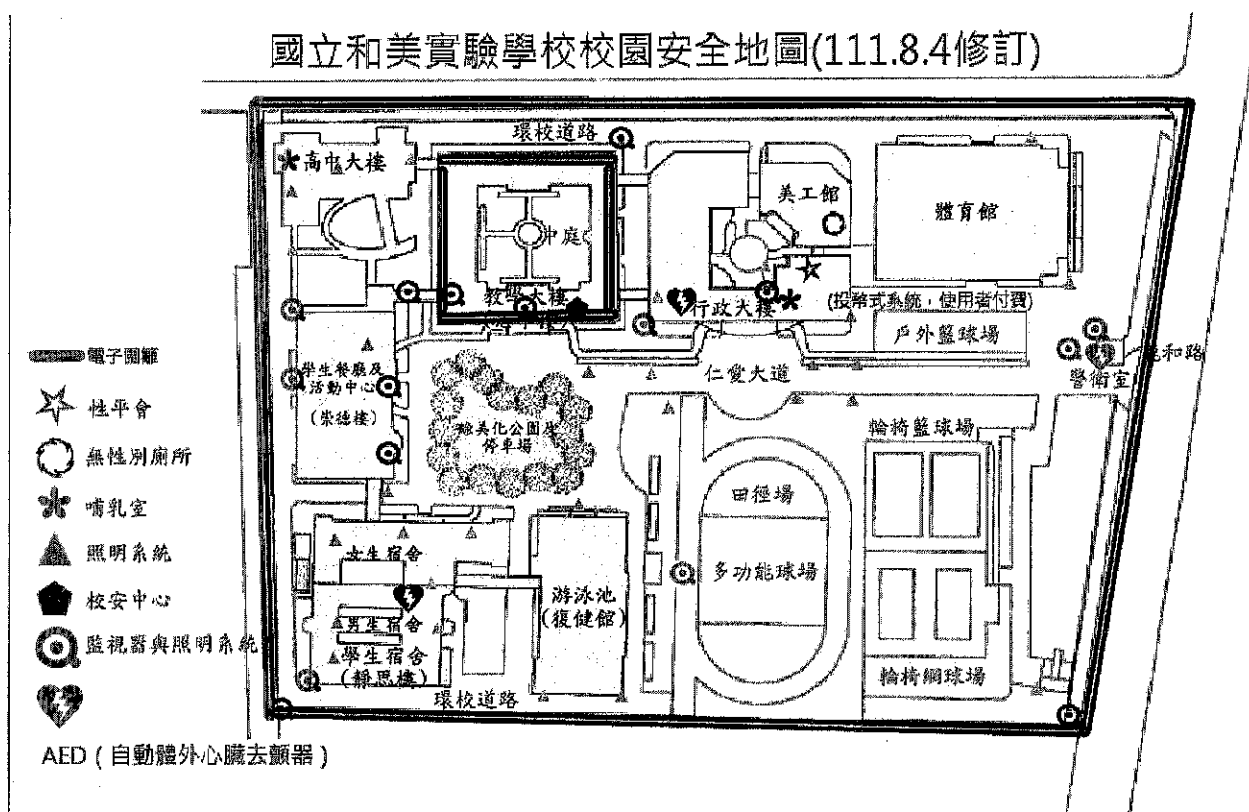 國立和美實驗學校校園安全地圖(111.8.4修訂)
環校道路
高中大樓
美工館
體育館
中庭
教學大樓
行政大樓
(投幣式系統，使用者付費)
戶外籃球場
和路
警衛室
仁愛大道
學生餐廳及
活動中心
(崇德樓)
綠美化公園及
停車場
輪椅籃球場
田徑場
多功能球場
女生宿舍
游泳池
(復健館)
男生宿舍
學生宿舍
(靜思樓)
輪椅網球場
環校道路
電子圍籬
性平會
無性別廁所
哺乳室
照明系統
校安中心
監視器與照明系統
AED（自動體外心臟去顫器）